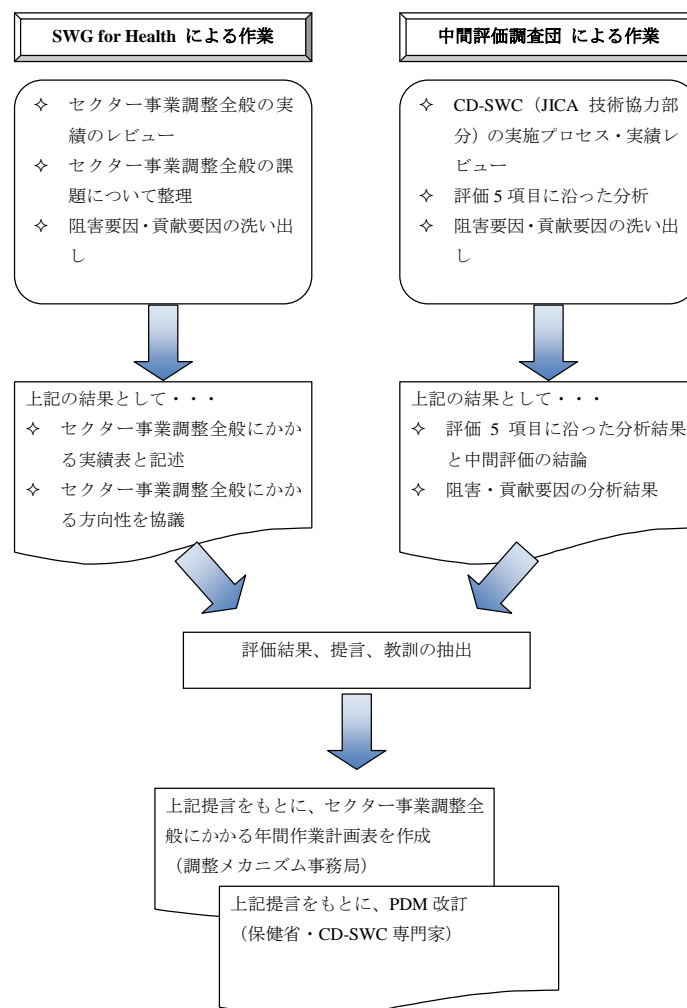 SWG for Health による作業
✧ セクター事業調整全般の実
績のレビュー
✧ セクター事業調整全般の課
題について整理
✧ 阻害要因・貢献要因の洗い出
し
上記の結果として・・・
✧ セクター事業調整全般にかか
る実績表と記述
✧ セクター事業調整全般にかか
る方向性を協議
中間評価調査団 による作業
✧ CD-SWC（JICA 技術協力部
分）の実施プロセス・実績レ
ビュー
✧ 評価 5 項目に沿った分析
✧ 阻害要因・貢献要因の洗い出
し
上記の結果として・・・
✧ 評価 5 項目に沿った分析結果
と中間評価の結論
✧ 阻害・貢献要因の分析結果
評価結果、提言、教訓の抽出
上記提言をもとに、セクター事業調整全
般にかかる年間作業計画表を作成
（調整メカニズム事務局）
上記提言をもとに、PDM 改訂
（保健省・CD-SWC 専門家）